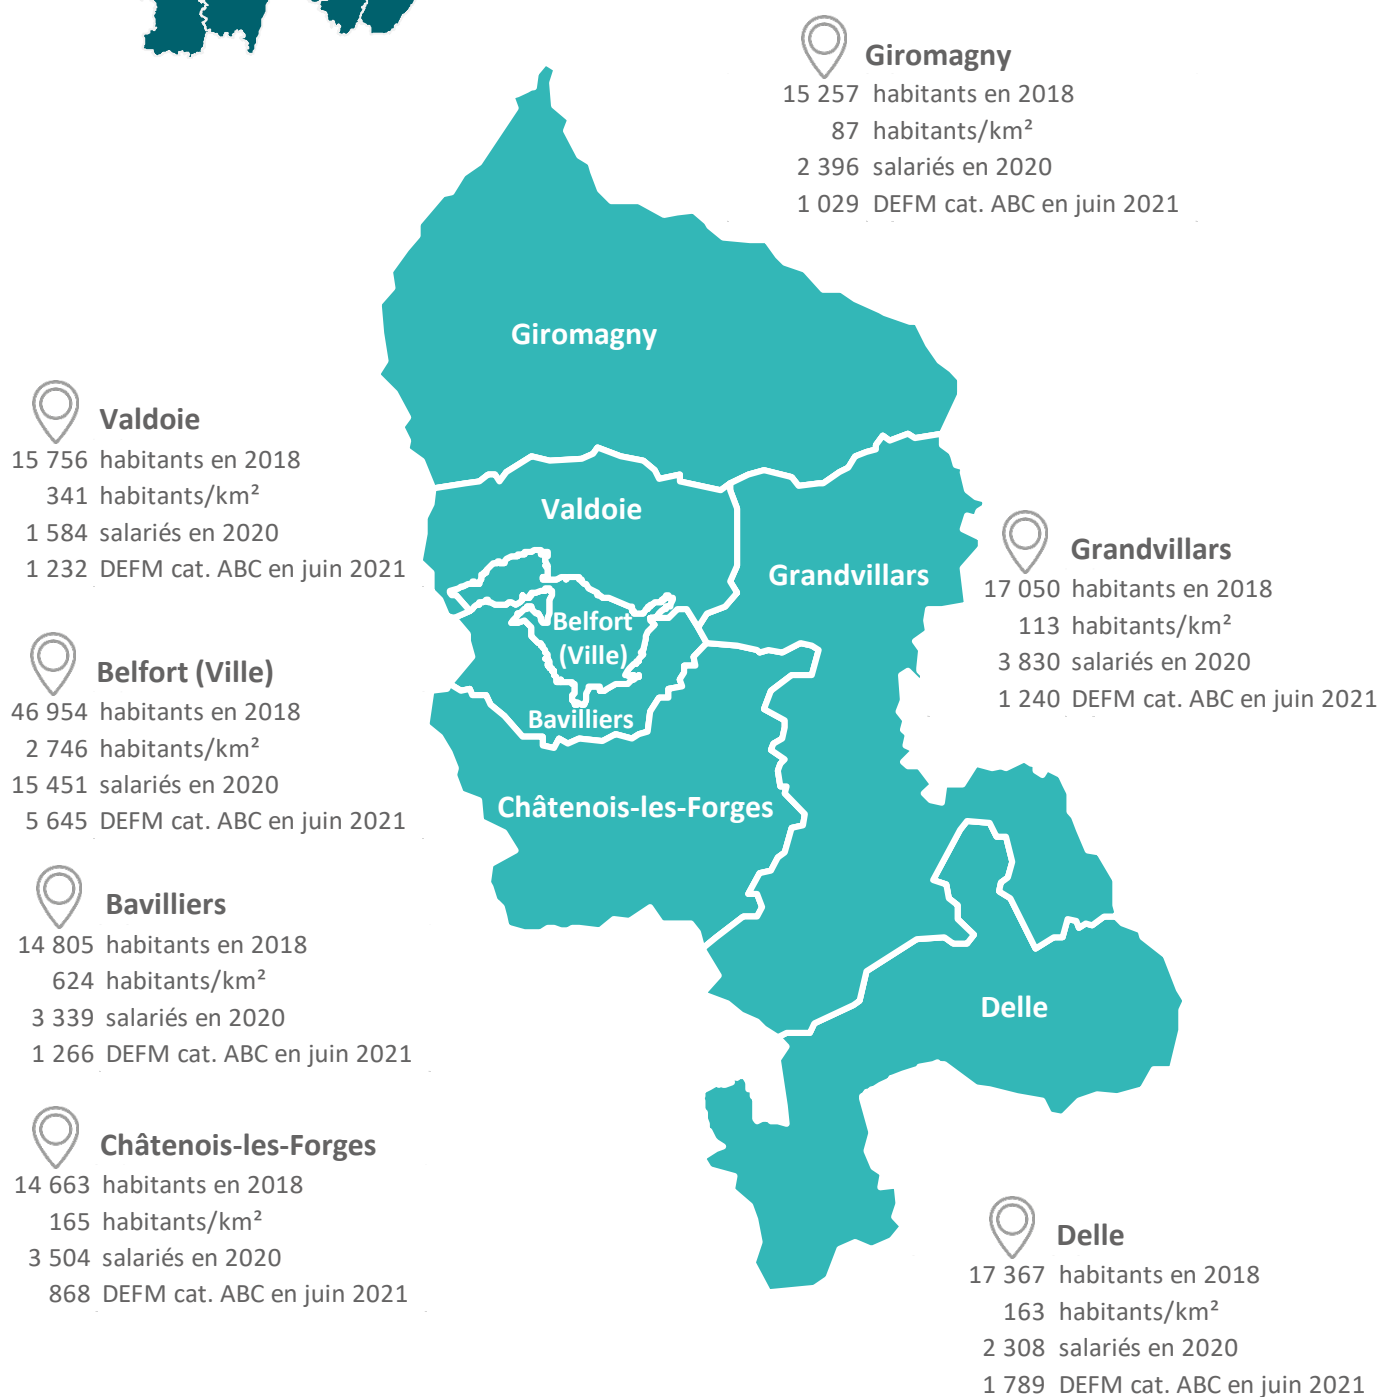 Giromagny
15 257 habitants en 2018
87 habitants/km²
2 396 salariés en 2020
1 029 DEFM cat. ABC en juin 2021
Giromagny
Valdoie
15 756 habitants en 2018
341 habitants/km²
1 584 salariés en 2020
1 232 DEFM cat. ABC en juin 2021
Valdoie
Grandvillars
Grandvillars
17 050 habitants en 2018
113 habitants/km²
3 830 salariés en 2020
1 240 DEFM cat. ABC en juin 2021
Belfort
(Ville)
Belfort (Ville)
46 954 habitants en 2018
2 746 habitants/km²
15 451 salariés en 2020
5 645 DEFM cat. ABC en juin 2021
Bavilliers
Châtenois-les-Forges
Bavilliers
14 805 habitants en 2018
624 habitants/km²
3 339 salariés en 2020
1 266 DEFM cat. ABC en juin 2021
Delle
Châtenois-les-Forges
14 663 habitants en 2018
165 habitants/km²
3 504 salariés en 2020
868 DEFM cat. ABC en juin 2021
Delle
17 367 habitants en 2018
163 habitants/km²
2 308 salariés en 2020
1 789 DEFM cat. ABC en juin 2021